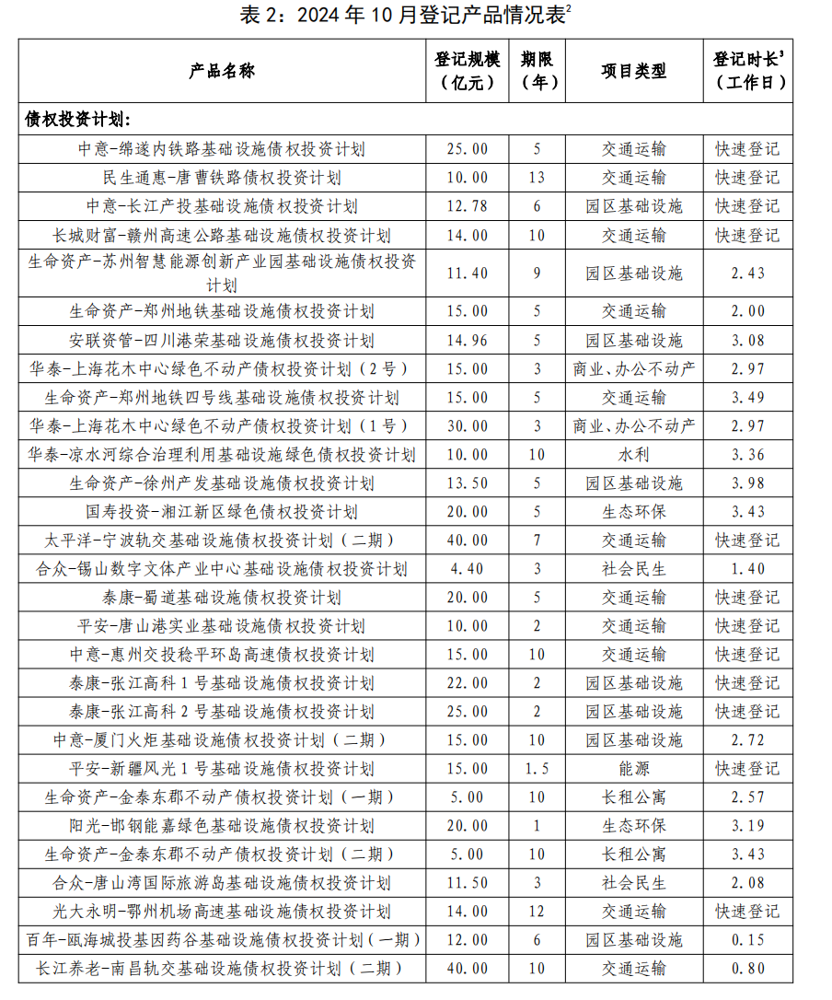 表 2：2024 年 10 月登记产品情况表2
产品名称 登记规模（亿元） 期限（年） 项目类型 登记时长3（工作日）
债权投资计划：
中意-绵遂内铁路基础设施债权投资计划 25.00 5 交通运输 快速登记
民生通惠-唐曹铁路债权投资计划 10.00 13 交通运输 快速登记
中意-长江产投基础设施债权投资计划 12.78 6 园区基础设施 快速登记
长城财富-赣州高速公路基础设施债权投资计划 14.00 10 交通运输 快速登记
生命资产-苏州智慧能源创新产业园基础设施债权投资
计划 11.40 9 园区基础设施 2.43
生命资产-郑州地铁基础设施债权投资计划 15.00 5 交通运输 2.00
安联资管-四川港荣基础设施债权投资计划 14.96 5 园区基础设施 3.08
华泰-上海花木中心绿色不动产债权投资计划（2号） 15.00 3 商业、办公不动产 2.97
生命资产-郑州地铁四号线基础设施债权投资计划 15.00 5 交通运输 3.49
华泰-上海花木中心绿色不动产债权投资计划（1号） 30.00 3 商业、办公不动产 2.97
华泰-凉水河综合治理利用基础设施绿色债权投资计划 10.00 10 水利 3.36
生命资产-徐州产发基础设施债权投资计划 13.50 5 园区基础设施 3.98
国寿投资-湘江新区绿色债权投资计划 20.00 5 生态环保 3.43
太平洋-宁波轨交基础设施债权投资计划（二期） 40.00 7 交通运输 快速登记
合众-锡山数字文体产业中心基础设施债权投资计划 4.40 3 社会民生 1.40
泰康-蜀道基础设施债权投资计划 20.00 5 交通运输 快速登记
平安-唐山港实业基础设施债权投资计划 10.00 2 交通运输 快速登记
中意-惠州交投稔平环岛高速债权投资计划 15.00 10 交通运输 快速登记
泰康-张江高科1号基础设施债权投资计划 22.00 2 园区基础设施 快速登记
泰康-张江高科2号基础设施债权投资计划 25.00 2 园区基础设施 快速登记
中意-厦门火炬基础设施债权投资计划（二期） 15.00 10 园区基础设施 2.72
平安-新疆风光1号基础设施债权投资计划 15.00 1.5 能源 快速登记
生命资产-金泰东郡不动产债权投资计划（一期） 5.00 10 长租公寓 2.57
阳光-邯钢能嘉绿色基础设施债权投资计划 20.00 1 生态环保 3.19
生命资产-金泰东郡不动产债权投资计划（二期） 5.00 10 长租公寓 3.43
合众-唐山湾国际旅游岛基础设施债权投资计划 11.50 3 社会民生 2.08
光大永明-鄂州机场高速基础设施债权投资计划 14.00 12 交通运输 快速登记
百年-瓯海城投基因药谷基础设施债权投资计划(一期) 12.00 6 园区基础设施 0.15
长江养老-南昌轨交基础设施债权投资计划（二期） 40.00 10 交通运输 0.80